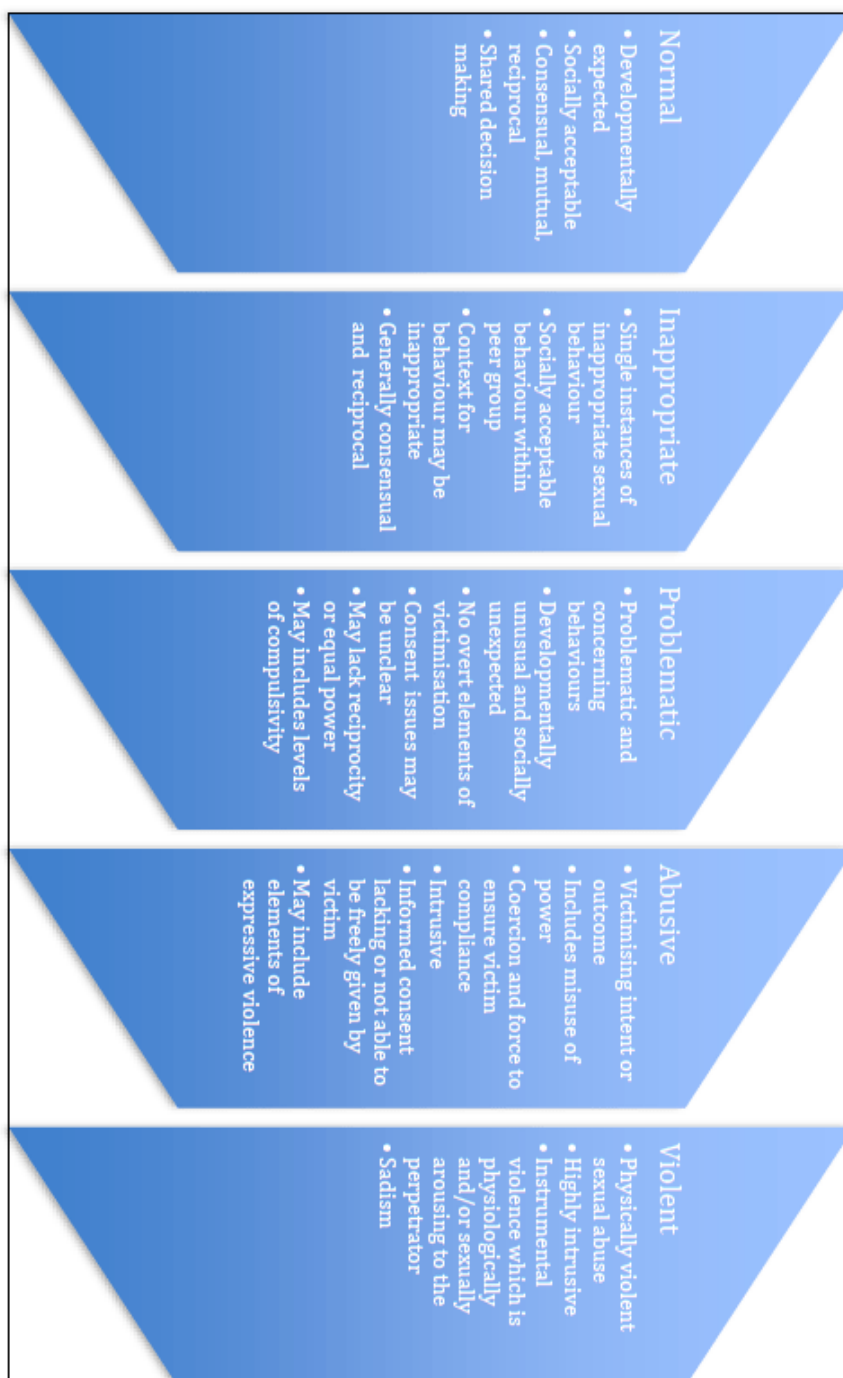 Normal
• Developmentally
expected
• Socially acceptable
• Consensual, mutual,
reciprocal
• Shared decision
making
Inappropriate
• Single instances of
inappropriate sexual
behaviour
• Socially acceptable
behaviour within
peer group
• Context for
behaviour may be
inappropriate
• Generally consensual
and reciprocal
Problematic
• Problematic and
concerning
behaviours
• Developmentally
unusual and socially
unexpected
• No overt elements of
victimisation
• Consent issues may
be unclear
• May lack reciprocity
or equal power
• May includes levels
of compulsivity
Abusive
• Victimising intent or
outcome
• Includes misuse of
power
• Coercion and force to
ensure victim
compliance
• Intrusive
• Informed consent
lacking or not able to
be freely given by
victim
• May include
elements of
expressive violence
Violent
• Physically violent
sexual abuse
• Highly intrusive
• Instrumental
violence which is
physiologically
and/or sexually
arousing to the
perpetrator
• Sadism